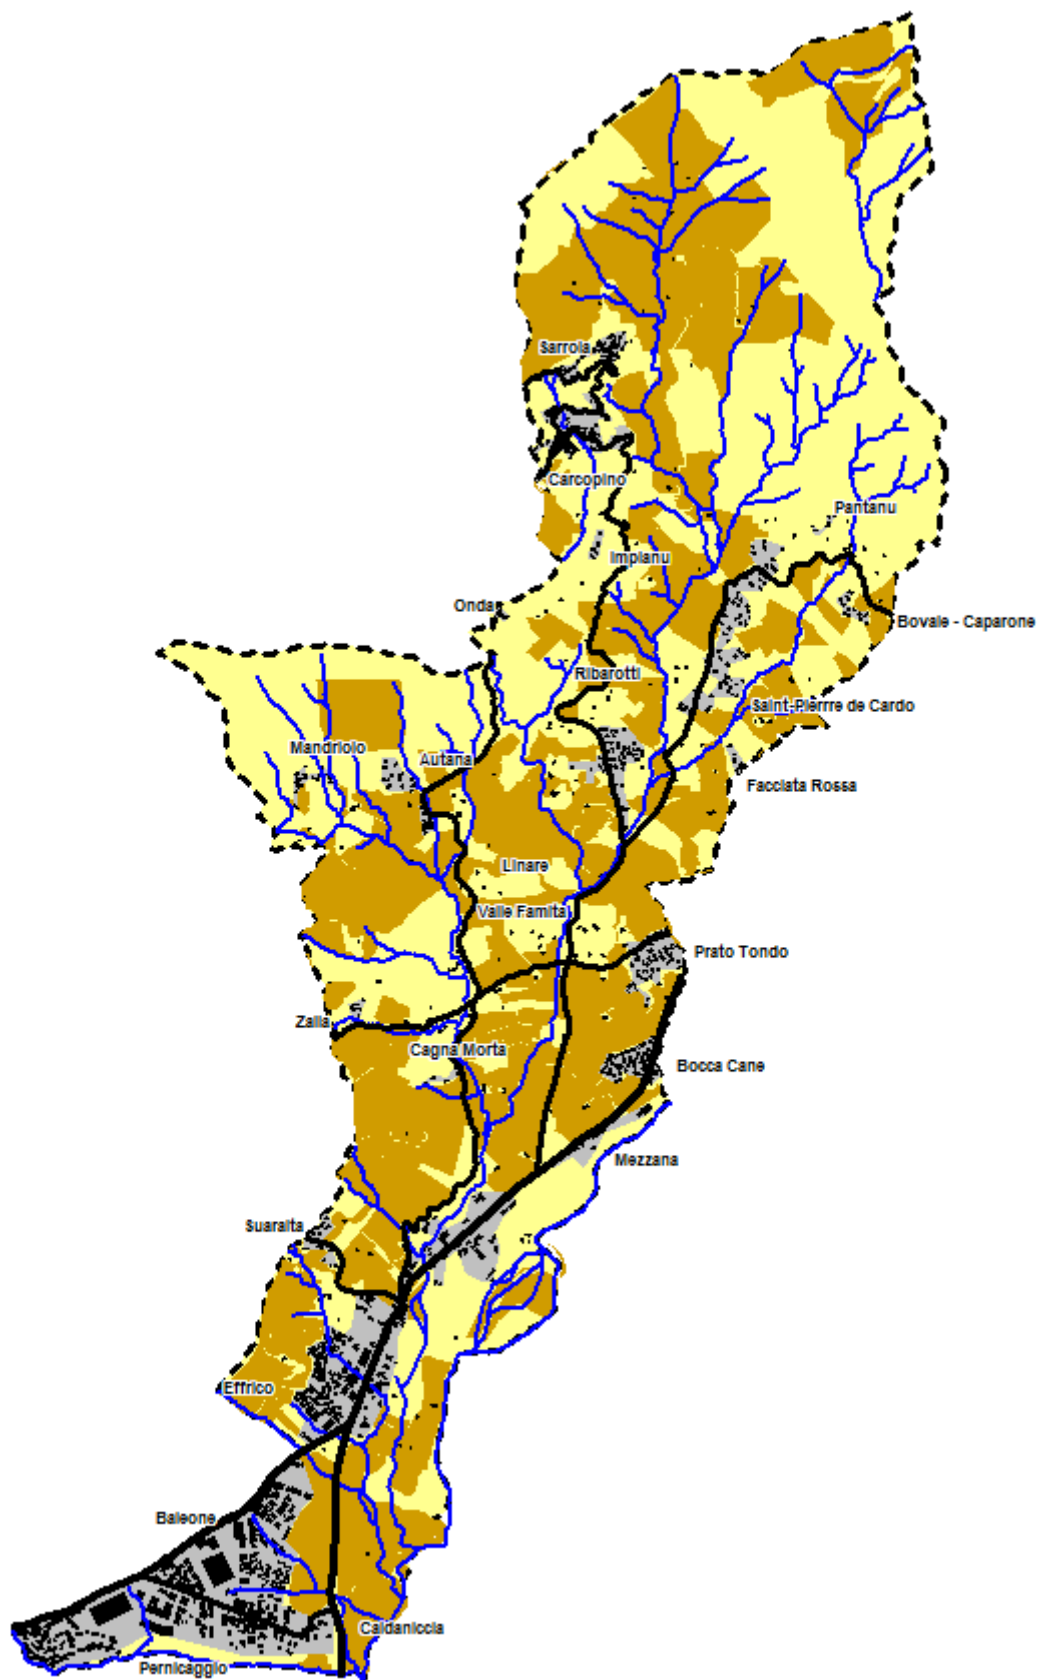 Sarrola
Carcopino
Pantanu
Impianu
Onda
Bovale - Caparone
Ribarotti
Saint-Pierrre de Cardo
Mandriolo
Autana
Facciata Rossa
Linare
Valle Famita
Prato Tondo
Zalla
Cagna Morta
Bocca Cane
Mezzana
Suaralta
Effrico
Baleone
Caldaniccia
Pernicaggio